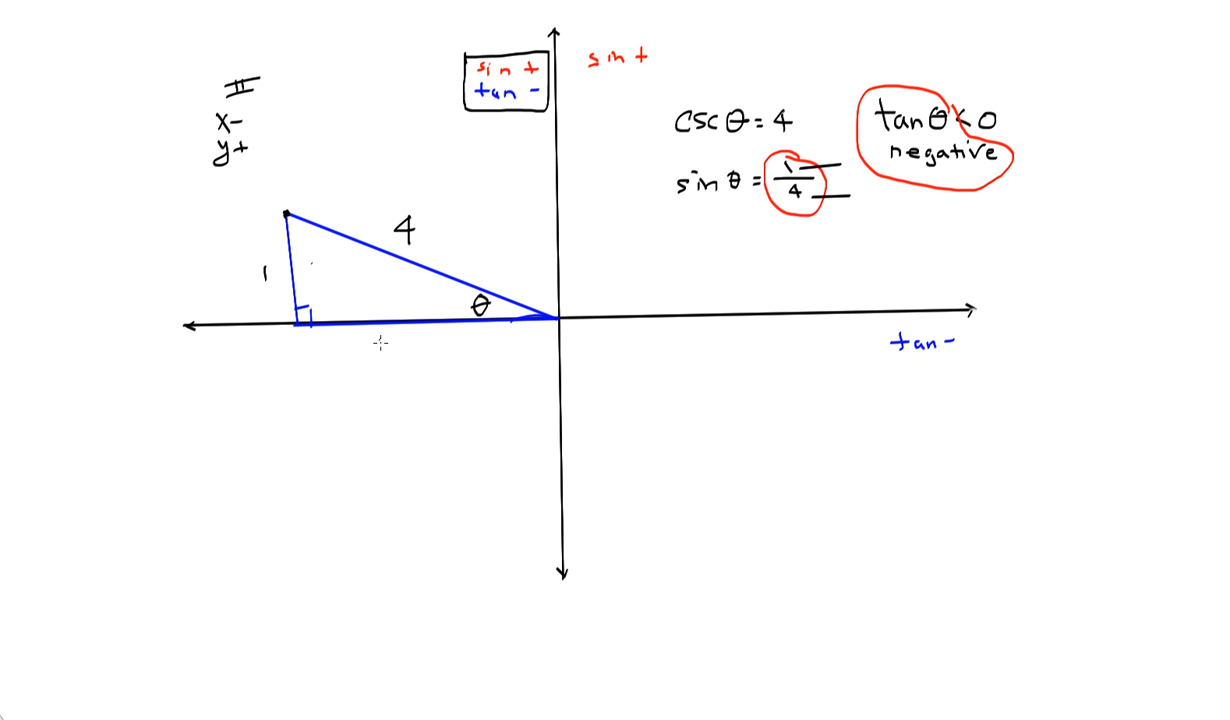 sin +
sin +
tan -
II
x-
y+
csc θ = 4
tan θ < 0
negative
sin θ = 1/4
4
1
θ
tan -